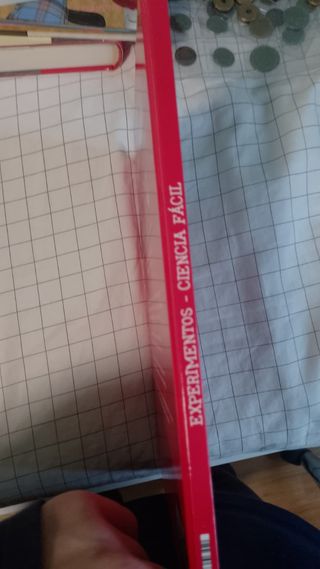 EXPERIMENTOS - CIENCIA FÁCIL